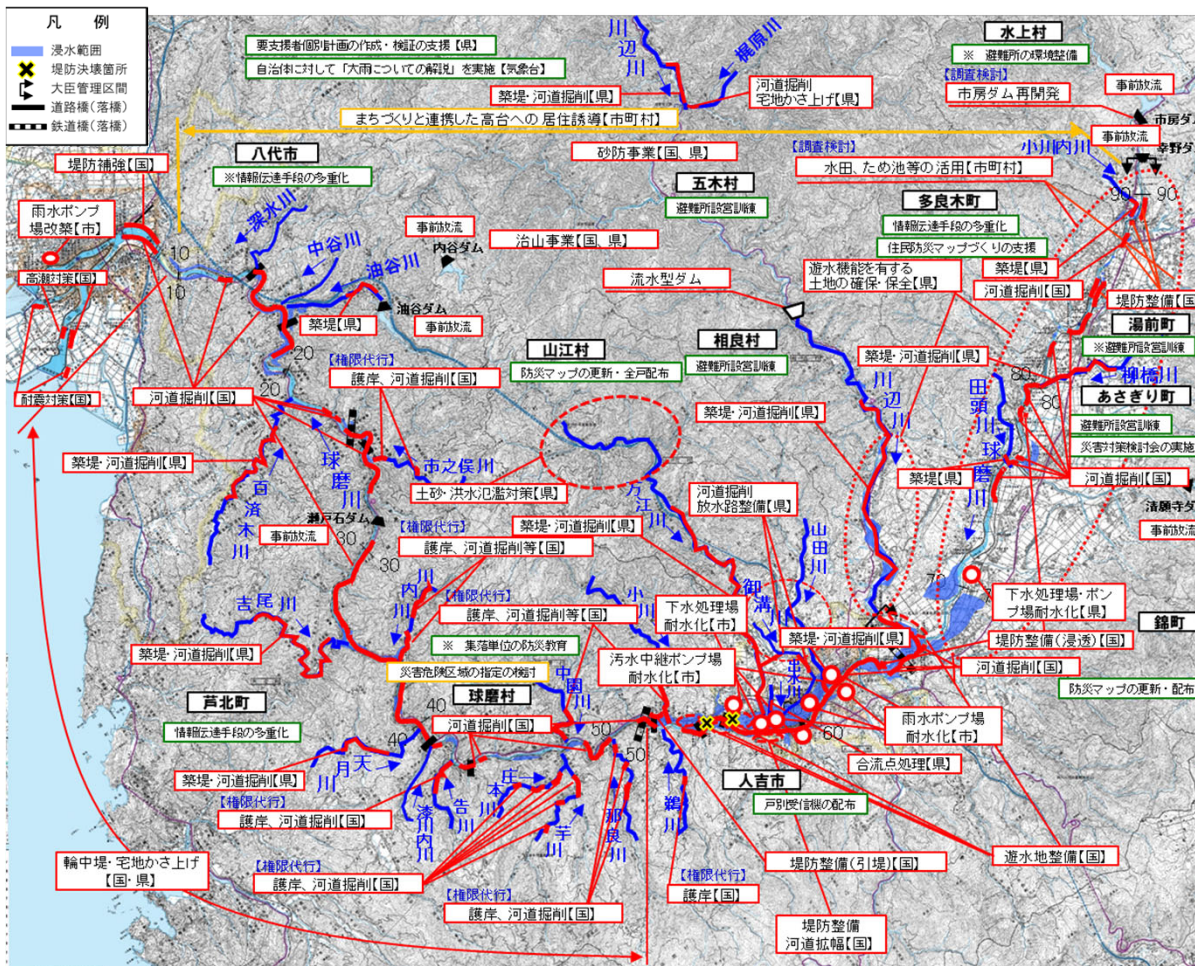 凡 例
浸水範囲
堤防決壊箇所
大臣管理区間
道路橋（落橋）
鉄道橋（落橋）
要支援者個別計画の作成・検証の支援【県】
自治体に対して「大雨についての解説」を実施【気象台】
川辺川
梶原川
築堤・河道掘削【県】
河道掘削
宅地かさ上げ【県】
まちづくりと連携した高台への 居住誘導【市町村】
水上村
※ 避難所の環境整備
【調査検討】
市房ダム再開発
事前放流
市房ダム
事前放流
幸野ダム
小川内川
砂防事業【国、県】
【調査検討】
水田、ため池等の活用【市町村】
90
90
堤防補強【国】
八代市
※情報伝達手段の多重化
五木村
避難所設営訓練
多良木町
情報伝達手段の多重化
住民防災マップづくりの支援
雨水ポンプ
場改築【市】
深水川
中谷川
油谷川
事前放流
内谷ダム
治山事業【国、県】
築堤【県】
河道掘削【国】
高潮対策【国】
10
10
遊水機能を有する
土地の確保・保全【県】
流水型ダム
堤防整備【国
油谷ダム
事前放流
築堤【県】
湯前町
※避難所設営訓練
20
20
山江村
防災マップの更新・全戸配布
相良村
避難所設営訓練
築堤・河道掘削【県】
柳橋川
【権限代行】
護岸、河道掘削【国】
耐震対策【国】
河道掘削【国】
川辺川
田頭川
80
80
あさぎり町
避難所設営訓練
災害対策検討会の実施
築堤・河道掘削【県】
球磨川
築堤・河道掘削【県】
百済木川
球磨川
市之俣川
土砂・洪水氾濫対策【県】
万江川
築堤【県】
河道掘削【国】
河道掘削
放水路整備【県】
清願寺ダム
事前放流
瀬戸石ダム
事前放流
30
30
【権限代行】
護岸、河道掘削等【国】
築堤・河道掘削【県】
山田川
御溝川
70
吉尾川
内川
【権限代行】
護岸、河道掘削等【国】
小川
下水処理場
耐水化【市】
下水処理場・ポン
プ場耐水化【県】
築堤・河道掘削【県】
築堤・河道掘削【県】
堤防整備（浸透）【国】
錦町
※ 集落単位の防災教育
災害危険区域の指定の検討
汚水中継ポンプ場
耐水化【市】
河道掘削【国】
防災マップの更新・配布
中園川
芦北町
情報伝達手段の多重化
球磨村
河道掘削【国】
40
40
50
50
60
雨水ポンプ場
耐水化【市】
合流点処理【県】
築堤・河道掘削【県】
天月川
人吉市
戸別受信機の配布
【権限代行】
護岸、河道掘削【国】
漆川内川
告川
庄本川
芋川
那良川
鵜川
輪中堤・宅地かさ上げ
【国・県】
【権限代行】
護岸、河道掘削【国】
【権限代行】
護岸、河道掘削【国】
【権限代行】
護岸【国】
堤防整備（引堤）【国】
遊水地整備【国】
堤防整備
河道拡幅【国】